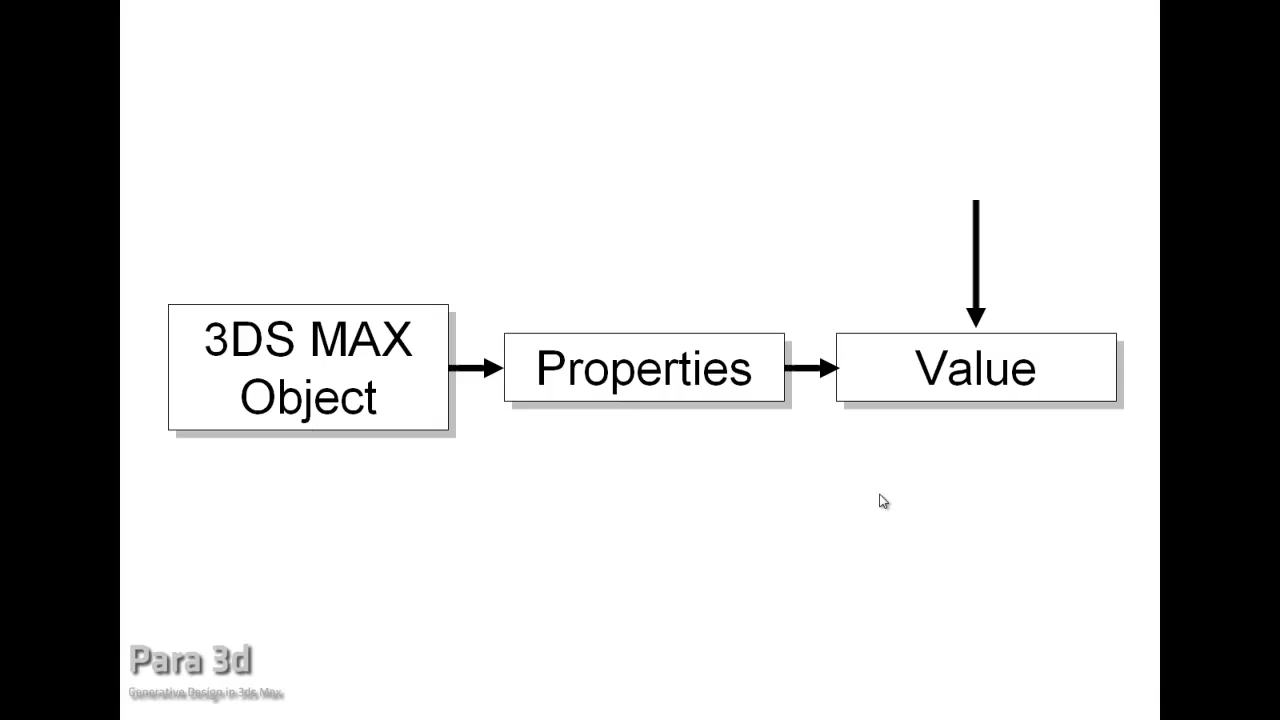 3DS MAX
Object
Properties
Value
Para 3d
Generative Design in 3ds Max